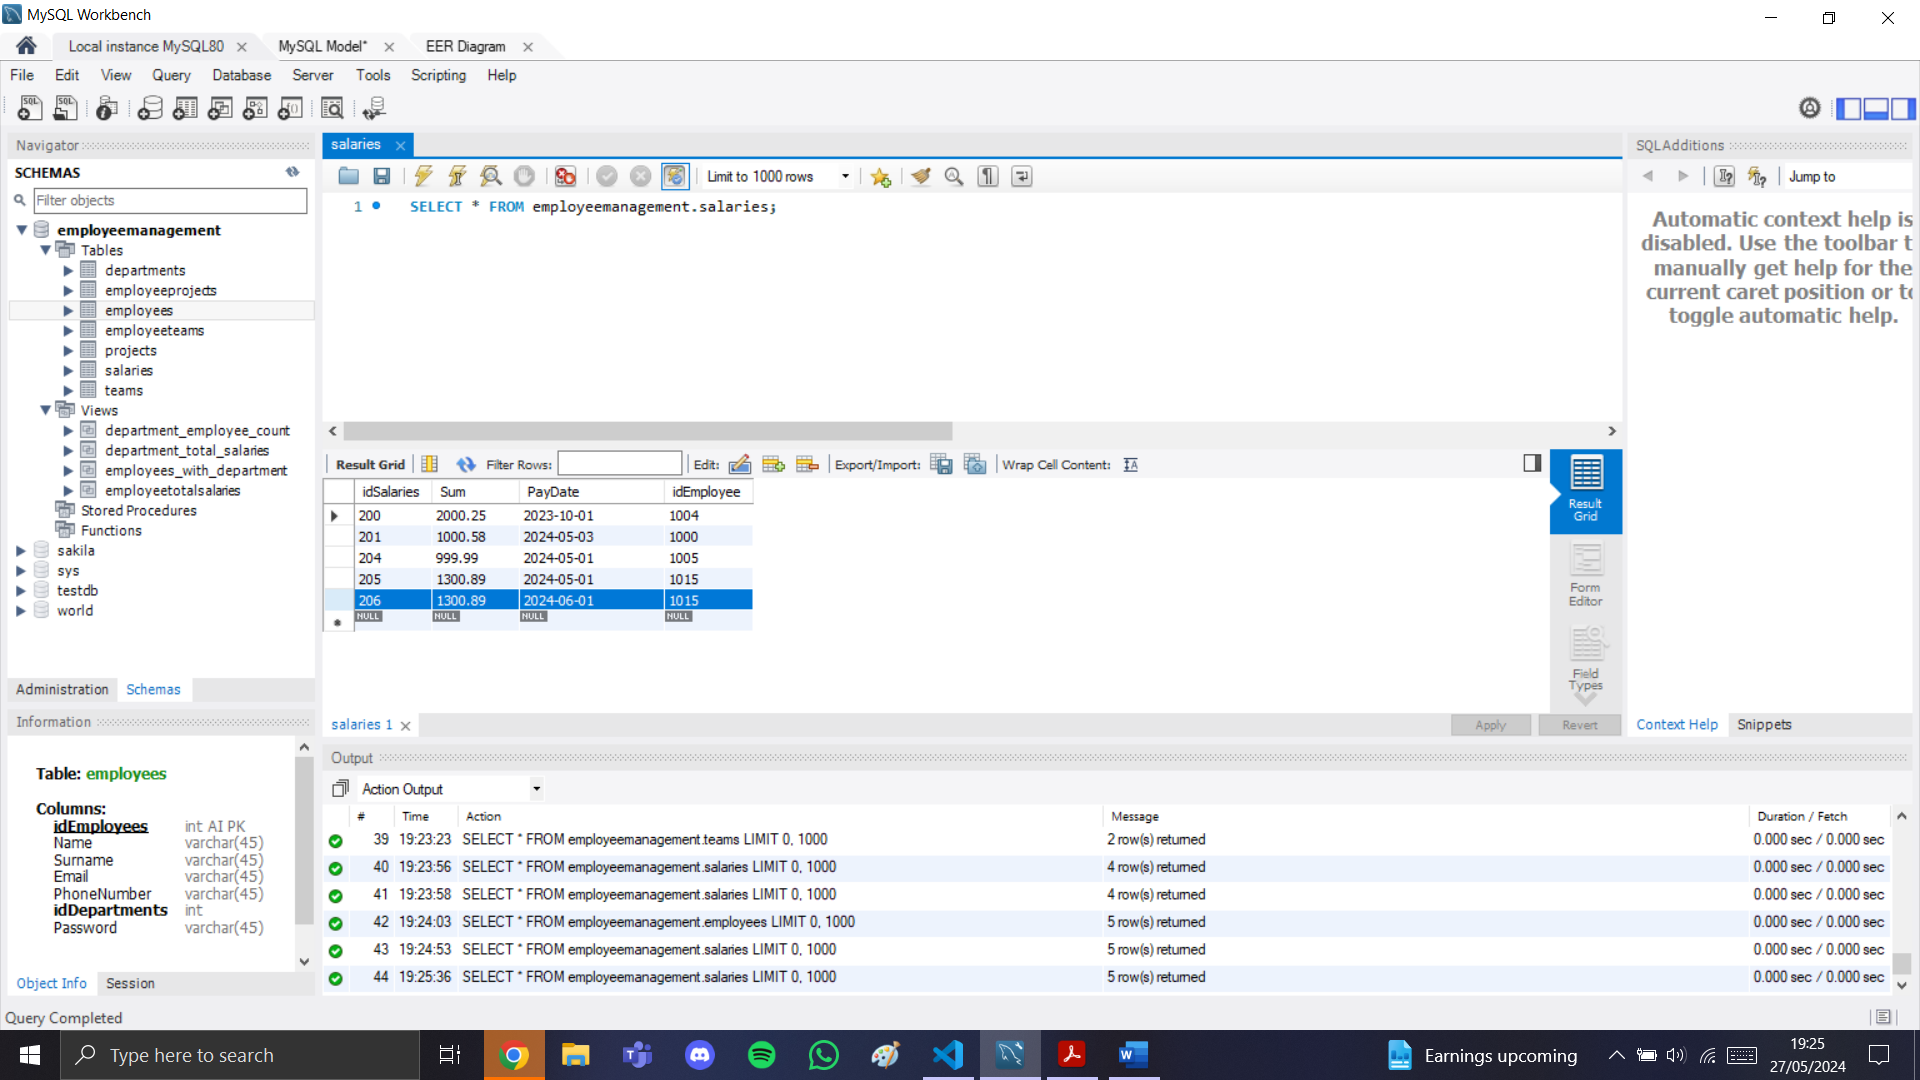 MySQL Workbench
Local instance MySQL80
MySQL Model*
EER Diagram
File Edit View Query Database Server Tools Scripting Help
Navigator
SCHEMAS
Filter objects
employeemanagement
Tables
departments
employeeprojects
employees
employeeteams
projects
salaries
teams
Views
department_employee_count
department_total_salaries
employees_with_department
employeetotalsalaries
Stored Procedures
Functions
sakila
sys
testdb
world
Administration Schemas
Information
Table: employees
Columns:
idEmployees int AI PK
Name varchar(45)
Surname varchar(45)
Email varchar(45)
PhoneNumber varchar(45)
idDepartments int
Password varchar(45)
Object Info Session
Query Completed
salaries
Limit to 1000 rows
1 SELECT * FROM employeemanagement.salaries;
Result Grid Filter Rows: Edit: Export/Import: Wrap Cell Content:
idSalaries Sum PayDate idEmployee
200 2000.25 2023-10-01 1004
201 1000.58 2024-05-03 1000
204 999.99 2024-05-01 1005
205 1300.89 2024-05-01 1015
206 1300.89 2024-06-01 1015
NULL NULL NULL NULL
Result
Grid
Form
Editor
Field
Types
salaries 1
Apply Revert
SQLAdditions
Jump to
Automatic context help is
disabled. Use the toolbar t
manually get help for the
current caret position or to
toggle automatic help.
Context Help Snippets
Output
Action Output
# Time Action Message Duration / Fetch
39 19:23:23 SELECT * FROM employeemanagement.teams LIMIT 0, 1000 2 row(s) returned 0.000 sec / 0.000 sec
40 19:23:56 SELECT * FROM employeemanagement.salaries LIMIT 0, 1000 4 row(s) returned 0.000 sec / 0.000 sec
41 19:23:58 SELECT * FROM employeemanagement.salaries LIMIT 0, 1000 4 row(s) returned 0.000 sec / 0.000 sec
42 19:24:03 SELECT * FROM employeemanagement.employees LIMIT 0, 1000 5 row(s) returned 0.000 sec / 0.000 sec
43 19:24:53 SELECT * FROM employeemanagement.salaries LIMIT 0, 1000 5 row(s) returned 0.000 sec / 0.000 sec
44 19:25:36 SELECT * FROM employeemanagement.salaries LIMIT 0, 1000 5 row(s) returned 0.000 sec / 0.000 sec
Type here to search
Earnings upcoming
19:25
27/05/2024